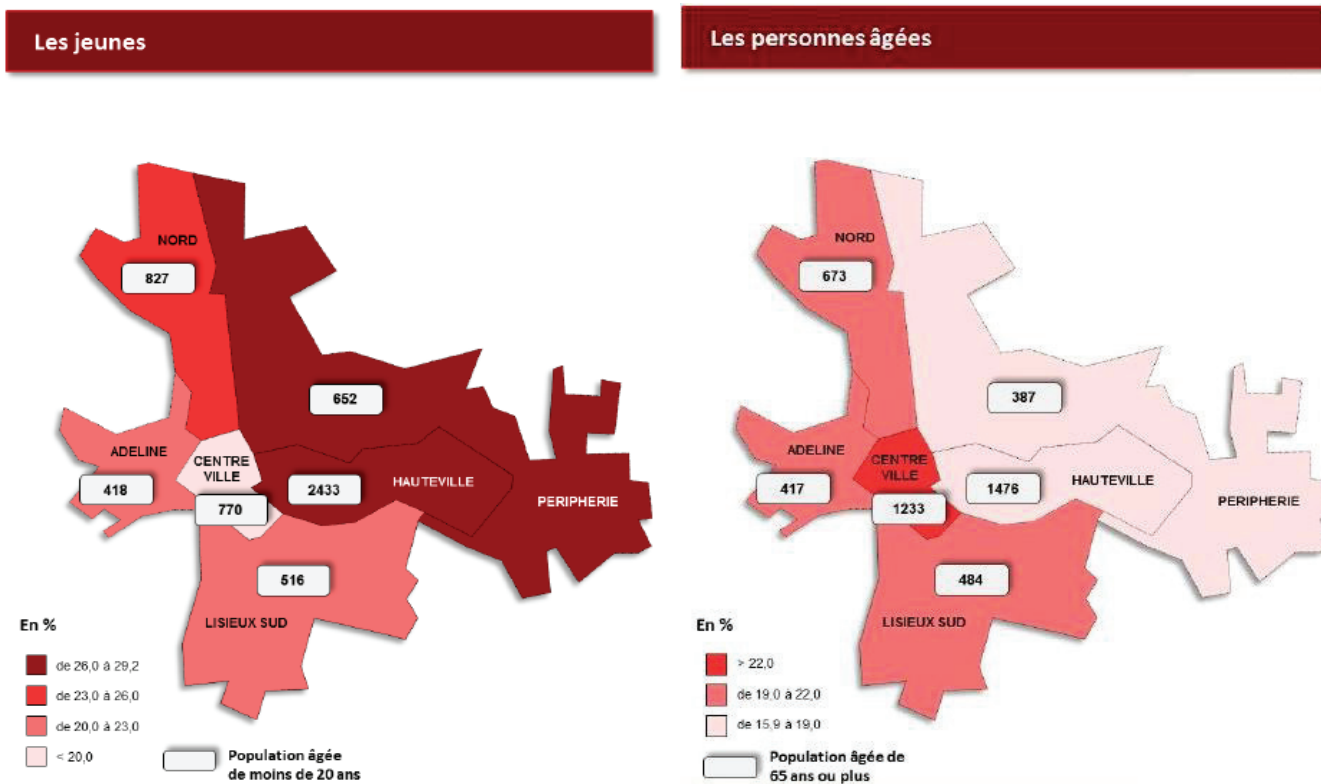 Les jeunes
NORD
827
652
ADELINE
418
CENTRE
VILLE
770
2433
HAUTEVILLE
PERIPHERIE
516
LISIEUX SUD
En %
de 26,0 à 29,2
de 23,0 à 26,0
de 20,0 à 23,0
< 20,0
Population âgée
de moins de 20 ans
Les personnes âgées
NORD
673
387
ADELINE
417
CENTRE
VILLE
1233
1476
HAUTEVILLE
PERIPHERIE
484
LISIEUX SUD
En %
> 22,0
de 19,0 à 22,0
de 15,9 à 19,0
Population âgée de
65 ans ou plus